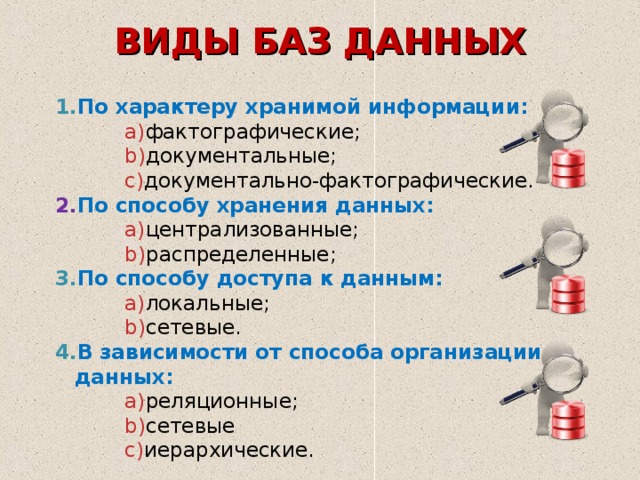 ВИДЫ БАЗ ДАННЫХ
1.По характеру хранимой информации:
a)фактографические;
b)документальные;
c)документально-фактографические.
2.По способу хранения данных:
a)централизованные;
b)распределенные;
3.По способу доступа к данным:
a)локальные;
b)сетевые.
4.В зависимости от способа организации
данных:
a)реляционные;
b)сетевые
c)иерархические.